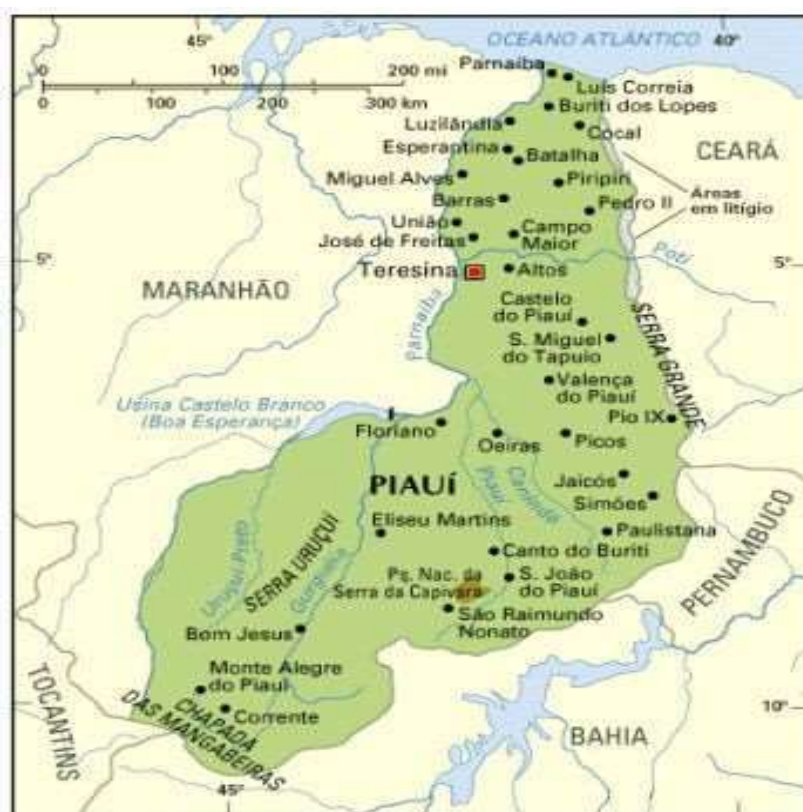 45°
OCEANO ATLÂNTICO
40°
0 100 200 mi
0 100 200 300 km
Parnaíba
Luís Correia
Buriti dos Lopes
Luzilândia
Cocal
CEARÁ
Esperantina
Batalha
Miguel Alves
Piripiri
Áreas
em litígio
Barras
Pedro II
União
Campo
Maior
José de Freitas
Poti
5°
Teresina
Altos
5°
MARANHÃO
Castelo
do Piauí
Parnaíba
S. Miguel
do Tapuio
SERRA GRANDE
Valença
do Piauí
Usina Castelo Branco
(Boa Esperança)
Pio IX
Floriano
Oeiras
Picos
Canindé
Piauí
Jaicós
PIAUÍ
Simões
Eliseu Martins
Paulistana
Uruçuí Preto
SERRA URUÇUÍ
Gurguéia
Canto do Buriti
PERNAMBUCO
Pq. Nac. da
Serra da Capivara
S. João
do Piauí
São Raimundo
Nonato
Bom Jesus
Monte Alegre
do Piauí
TOCANTINS
CHAPADA
DAS MANGABEIRAS
Corrente
10°
BAHIA
45°